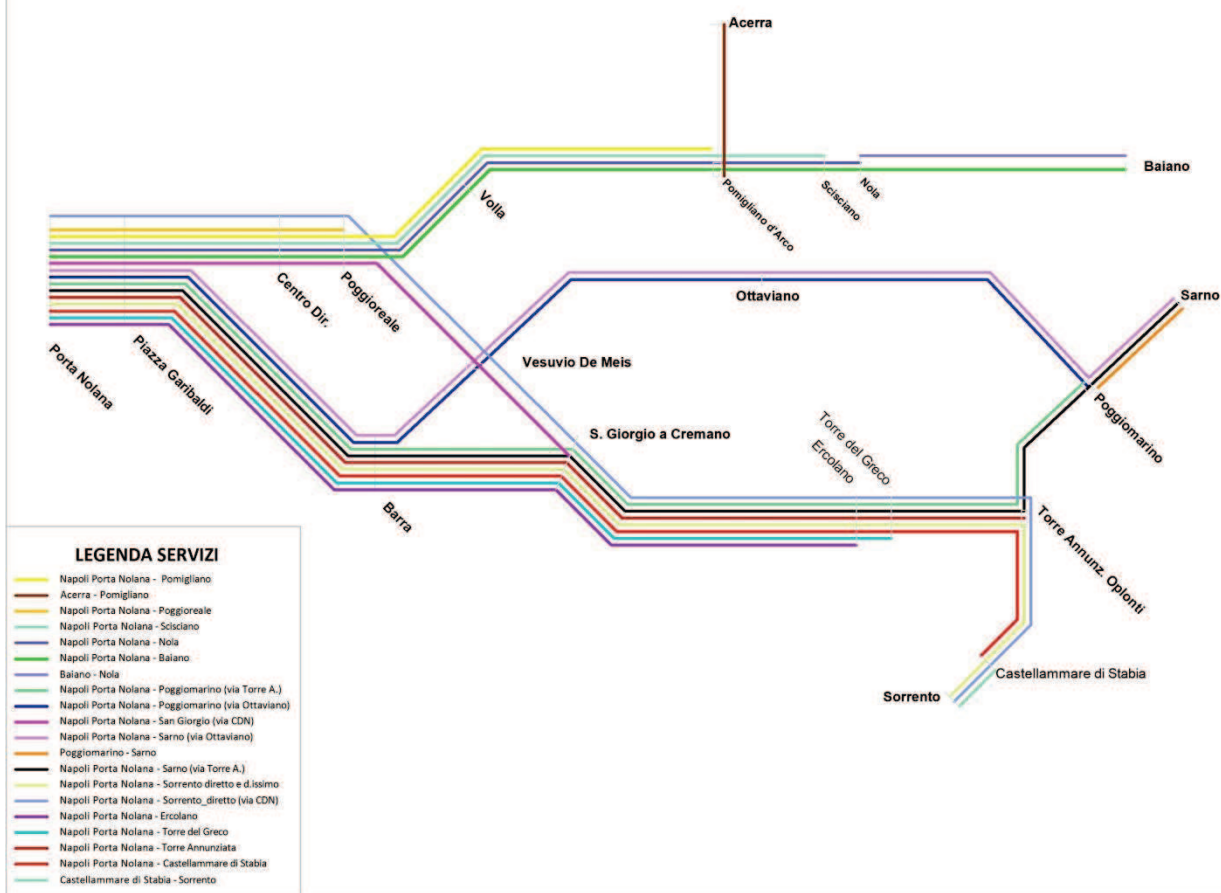 Acerra
Baiano
Volla
Pomigliano d'Arco
Scisciano
Nola
Centro Dir.
Poggioreale
Ottaviano
Sarno
Porta Nolana
Piazza Garibaldi
Vesuvio De Meis
Poggiomarino
S. Giorgio a Cremano
Torre del Greco
Ercolano
Barra
Torre Annunz. Oplonti
Castellammare di Stabia
Sorrento
LEGENDA SERVIZI
Napoli Porta Nolana - Pomigliano
Acerra - Pomigliano
Napoli Porta Nolana - Poggioreale
Napoli Porta Nolana - Scisciano
Napoli Porta Nolana - Nola
Napoli Porta Nolana - Baiano
Baiano - Nola
Napoli Porta Nolana - Poggiomarino (via Torre A.)
Napoli Porta Nolana - Poggiomarino (via Ottaviano)
Napoli Porta Nolana - San Giorgio (via CDN)
Napoli Porta Nolana - Sarno (via Ottaviano)
Poggiomarino - Sarno
Napoli Porta Nolana - Sarno (via Torre A.)
Napoli Porta Nolana - Sorrento diretto e d.issimo
Napoli Porta Nolana - Sorrento_diretto (via CDN)
Napoli Porta Nolana - Ercolano
Napoli Porta Nolana - Torre del Greco
Napoli Porta Nolana - Torre Annunziata
Napoli Porta Nolana - Castellammare di Stabia
Castellammare di Stabia - Sorrento